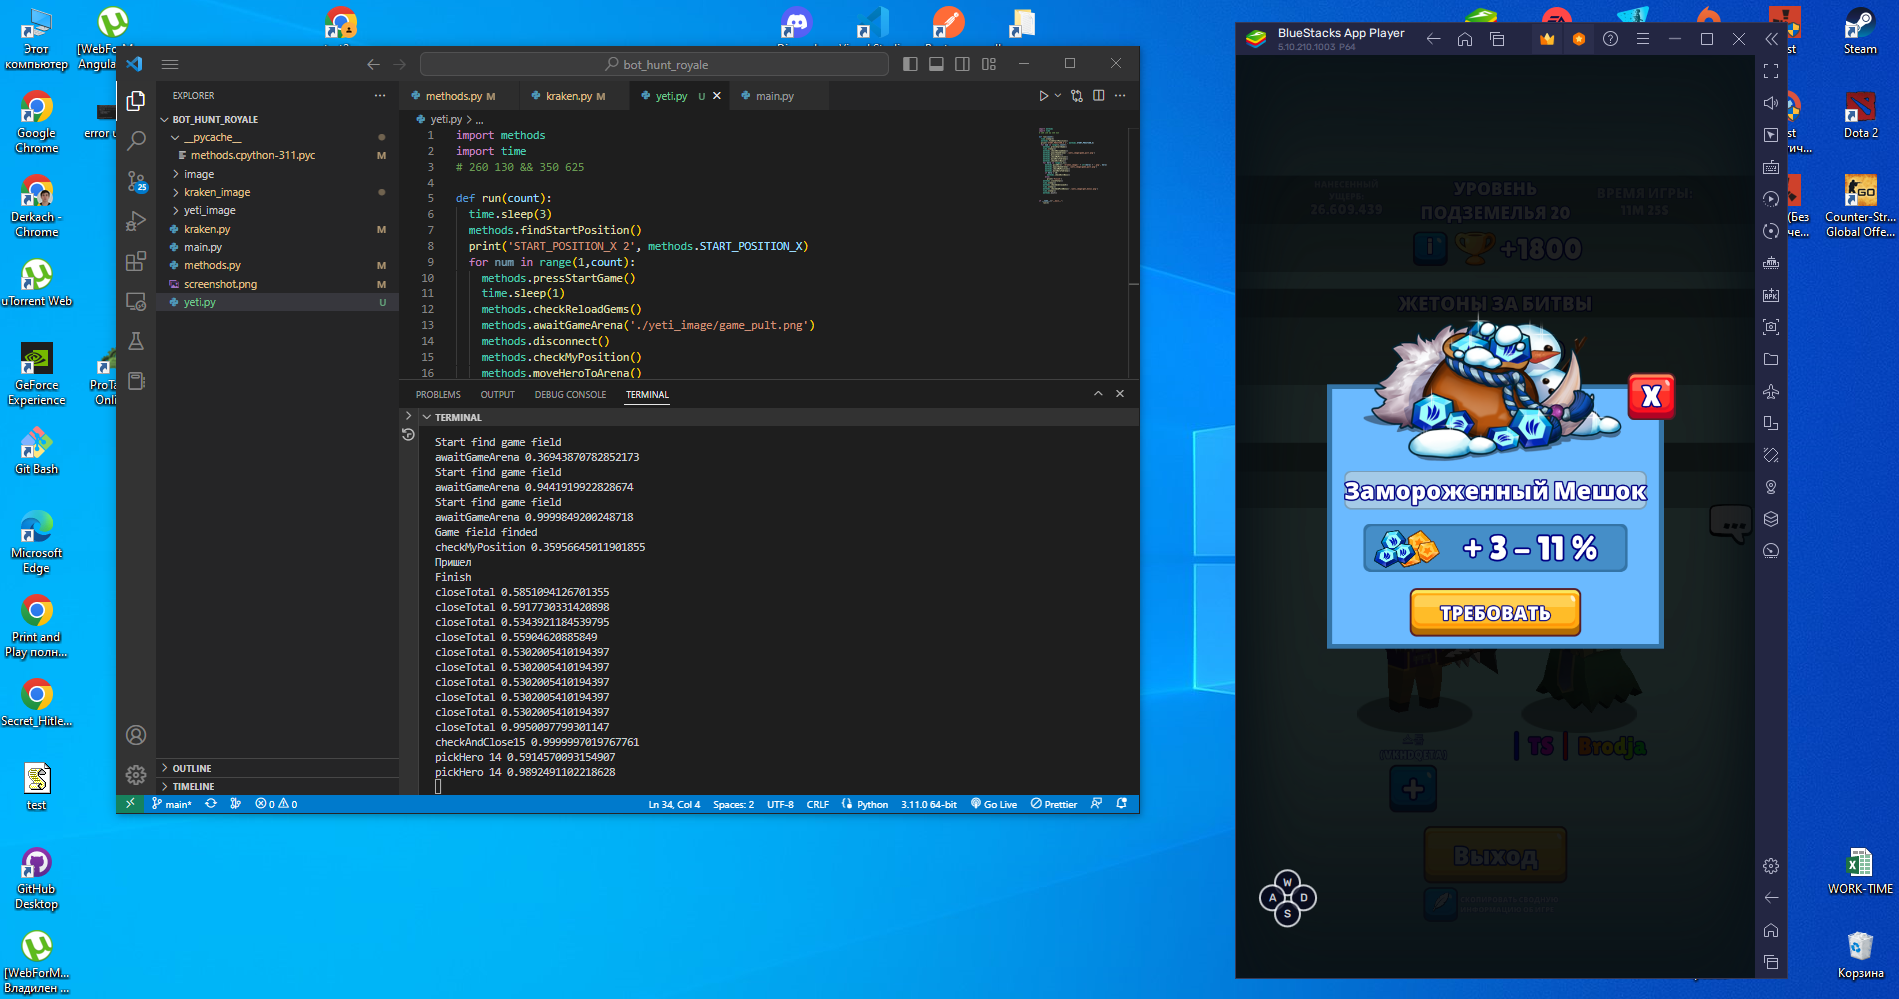 Этот компьютер
[WebForM...
Angula
Google Chrome
error u
Derkach - Chrome
uTorrent Web
GeForce Experience
ProTa
Onli
Git Bash
Microsoft Edge
Print and Play полн...
Secret_Hitle...
test
GitHub Desktop
[WebForM...
Владилен ...
bot_hunt_royale
EXPLORER
BOT_HUNT_ROYALE
__pycache__
methods.cpython-311.pyc M
image
kraken_image
yeti_image
kraken.py M
main.py
methods.py M
screenshot.png M
yeti.py U
25
OUTLINE
TIMELINE
methods.py M
kraken.py M
yeti.py U
main.py
yeti.py > ...
1 import methods
2 import time
3 # 260 130 && 350 625
4
5 def run(count):
6 time.sleep(3)
7 methods.findStartPosition()
8 print('START_POSITION_X 2', methods.START_POSITION_X)
9 for num in range(1,count):
10 methods.pressStartGame()
11 time.sleep(1)
12 methods.checkReloadGems()
13 methods.awaitGameArena('./yeti_image/game_pult.png')
14 methods.disconnect()
15 methods.checkMyPosition()
16 methods.moveHeroToArena()
PROBLEMS OUTPUT DEBUG CONSOLE TERMINAL
TERMINAL
Start find game field
awaitGameArena 0.36943870782852173
Start find game field
awaitGameArena 0.9441919922828674
Start find game field
awaitGameArena 0.9999849200248718
Game field finded
checkMyPosition 0.35956645011901855
Пришел
Finish
closeTotal 0.5851094126701355
closeTotal 0.5917730331420898
closeTotal 0.5343921184539795
closeTotal 0.55904620885849
closeTotal 0.5302005410194397
closeTotal 0.5302005410194397
closeTotal 0.5302005410194397
closeTotal 0.5302005410194397
closeTotal 0.5302005410194397
closeTotal 0.9950097799301147
checkAndClose15 0.9999997019767761
pickHero 14 0.5914570093154907
pickHero 14 0.9892491102218628
main* 0 0 Ln 34, Col 4 Spaces: 2 UTF-8 CRLF Python 3.11.0 64-bit Go Live Prettier
BlueStacks App Player
5.10.210.1003 P64
НАНЕСЕННЫЙ УЩЕРБ:
26.609.439
УРОВЕНЬ ПОДЗЕМЕЛЬЯ 20
+1800
ВРЕМЯ ИГРЫ:
11M 25S
ЖЕТОНЫ ЗА БИТВЫ
X
Замороженный Мешок
+ 3 – 11 %
ТРЕБОВАТЬ
TS
Brodja
Выход
W
A D
S
Steam
Dota 2
Counter-Str... Global Offe...
WORK-TIME
Корзина